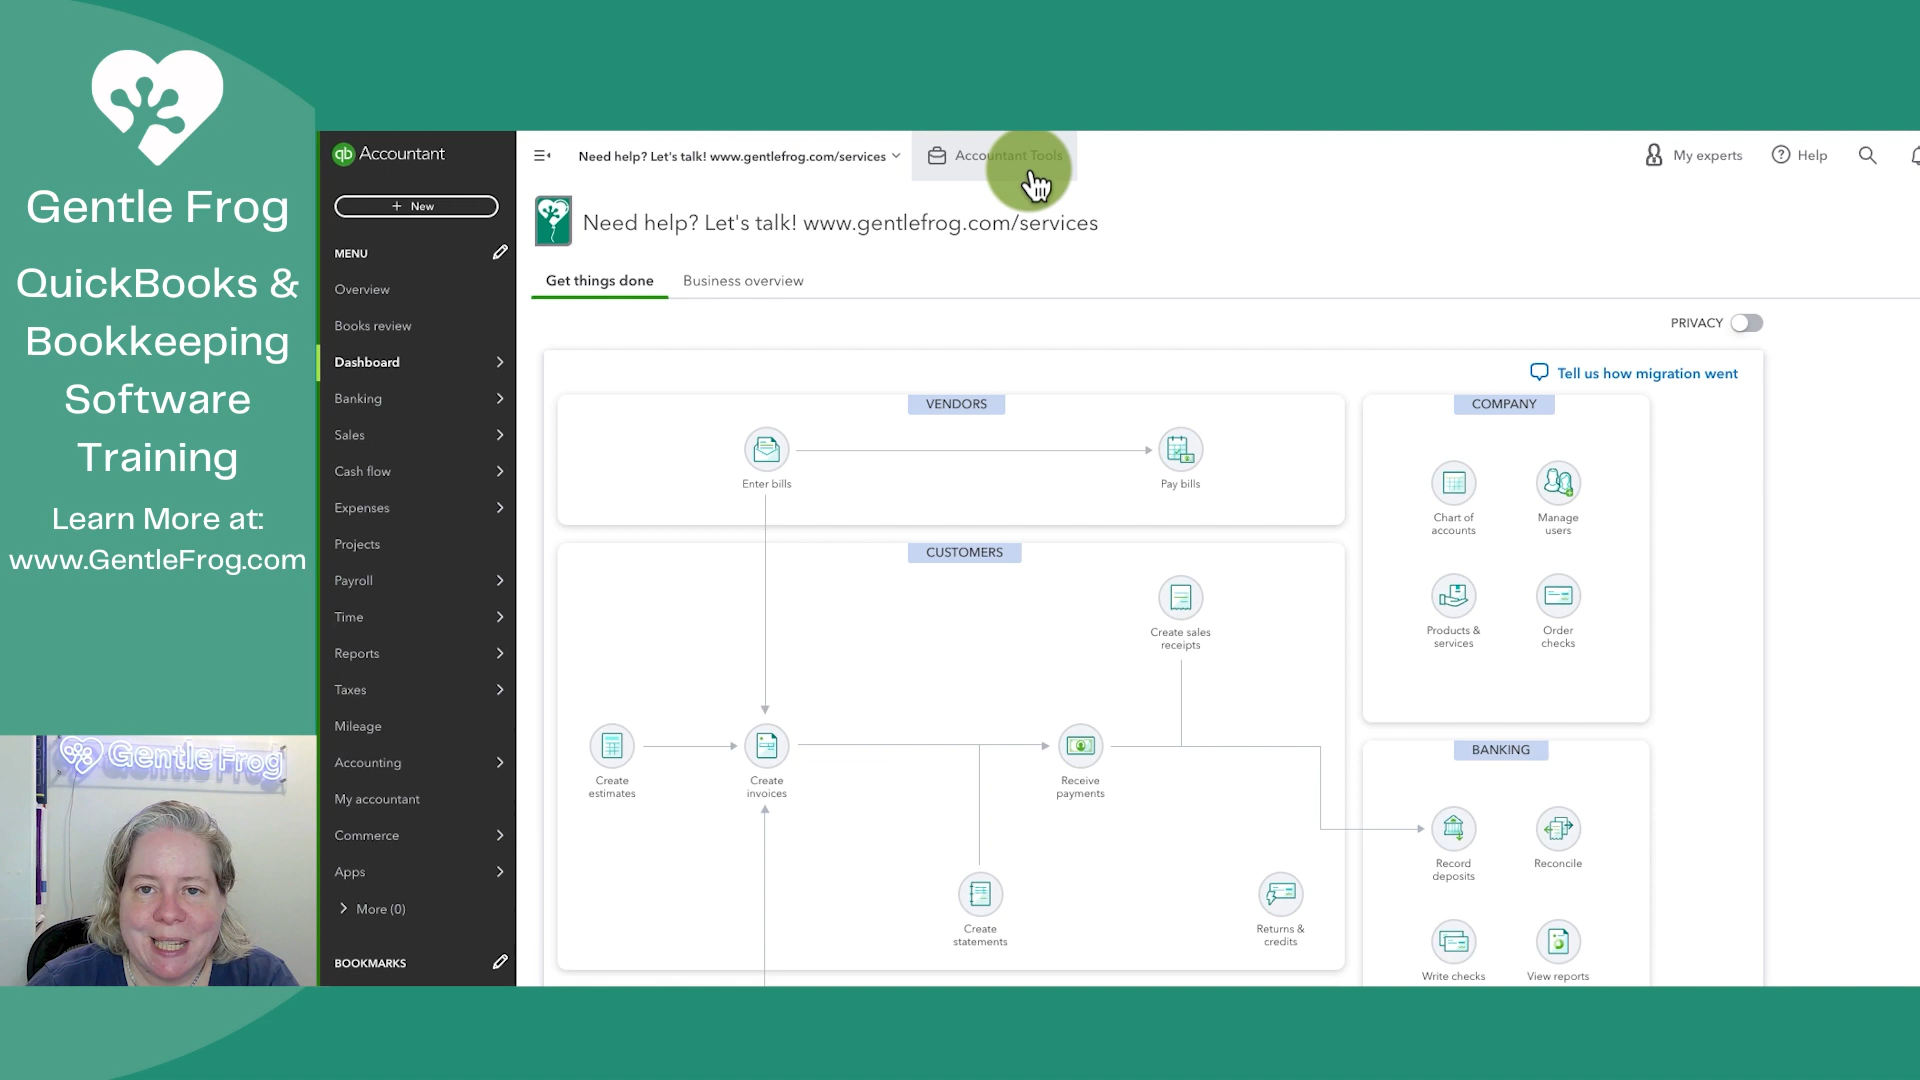 Gentle Frog
QuickBooks &
Bookkeeping
Software
Training
Learn More at:
www.GentleFrog.com
Gentle Frog
qb Accountant
+ New
MENU
Overview
Books review
Dashboard
Banking
Sales
Cash flow
Expenses
Projects
Payroll
Time
Reports
Taxes
Mileage
Accounting
My accountant
Commerce
Apps
More (0)
BOOKMARKS
Need help? Let's talk! www.gentlefrog.com/services
Accountant Tools
My experts
Help
Need help? Let's talk! www.gentlefrog.com/services
Get things done
Business overview
PRIVACY
Tell us how migration went
VENDORS
Enter bills
Pay bills
CUSTOMERS
Create sales
receipts
Create
estimates
Create
invoices
Receive
payments
Create
statements
Returns &
credits
COMPANY
Chart of
accounts
Manage
users
Products &
services
Order
checks
BANKING
Record
deposits
Reconcile
Write checks
View reports